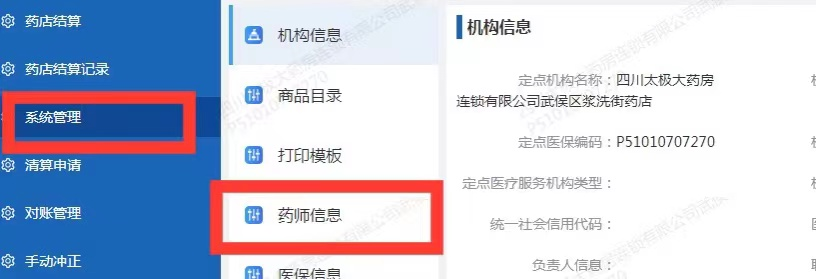 药店结算
药店结算记录
系统管理
清算申请
对账管理
手动冲正
机构信息
商品目录
打印模板
药师信息
医保信息
机构信息
定点机构名称：四川太极大药房
连锁有限公司武侯区浆洗街药店
定点医保编码：P51010707270
定点医疗服务机构类型：
统一社会信用代码：
负责人信息：